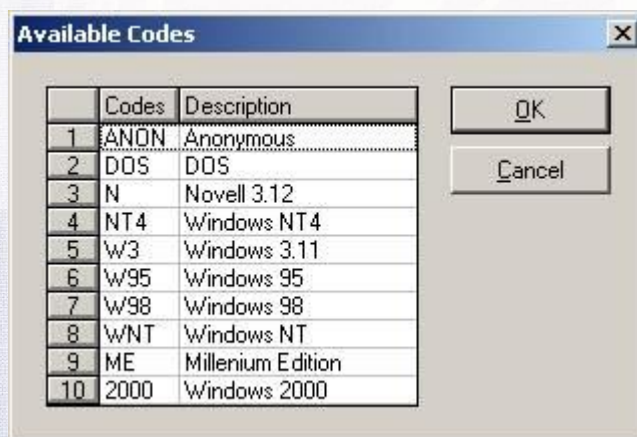 Available Codes
Codes Description
1 ANON Anonymous
2 DOS DOS
3 N Novell 3.12
4 NT4 Windows NT4
5 W3 Windows 3.11
6 W95 Windows 95
7 W98 Windows 98
8 WNT Windows NT
9 ME Millenium Edition
10 2000 Windows 2000
OK
Cancel